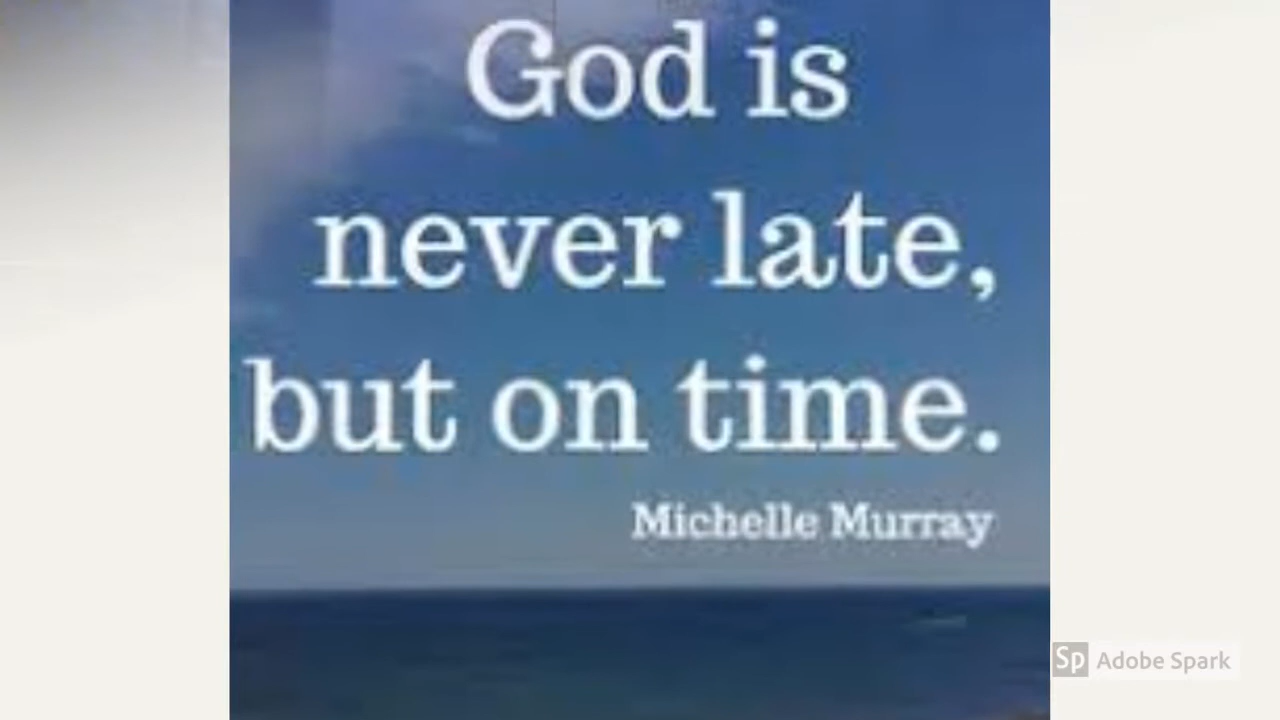 God is
never late,
but on time.
Michelle Murray
Sp Adobe Spark